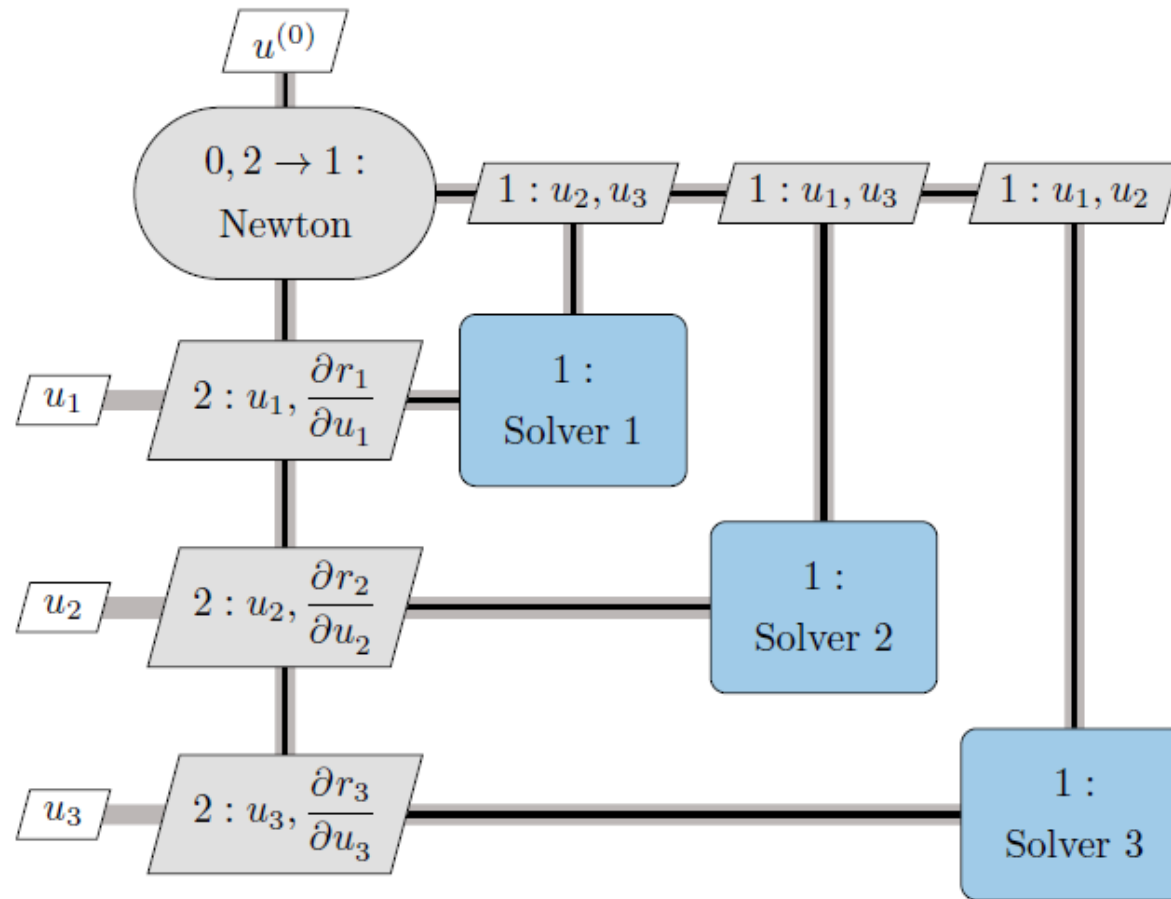 u^{(0)}
0, 2 → 1 :
Newton
1 : u_2, u_3
1 : u_1, u_3
1 : u_1, u_2
u_1
2 : u_1, ∂r_1/∂u_1
1 :
Solver 1
u_2
2 : u_2, ∂r_2/∂u_2
1 :
Solver 2
u_3
2 : u_3, ∂r_3/∂u_3
1 :
Solver 3